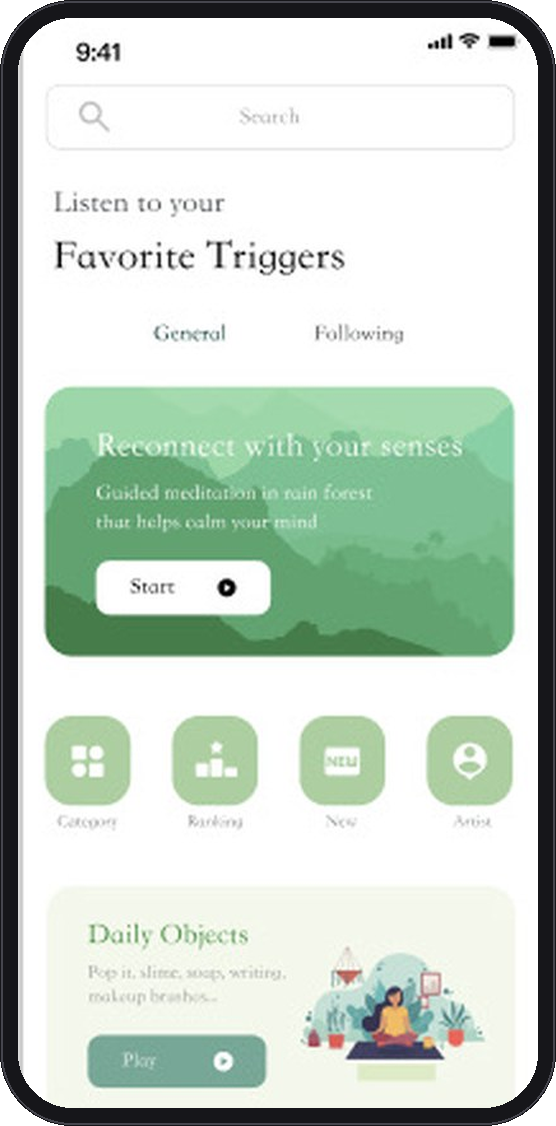 9:41
Search
Listen to your
Favorite Triggers
General Following
Reconnect with your senses
Guided meditation in rain forest
that helps calm your mind
Start
NEW
Category Ranking New Artist
Daily Objects
Pop it, slime, soap, writing,
makeup brushes...
Play